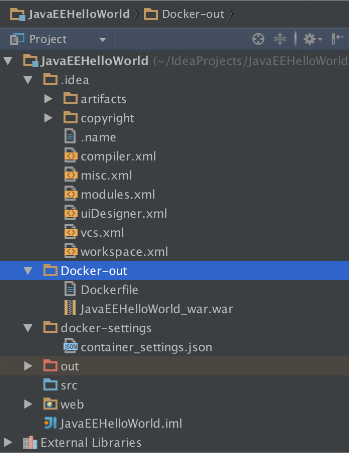 JavaEEHelloWorld Docker-out
Project
JavaEEHelloWorld (~/IdeaProjects/JavaEEHelloWorld
.idea
artifacts
copyright
.name
compiler.xml
misc.xml
modules.xml
uiDesigner.xml
vcs.xml
workspace.xml
Docker-out
Dockerfile
JavaEEHelloWorld_war.war
docker-settings
container_settings.json
out
src
web
JavaEEHelloWorld.iml
External Libraries